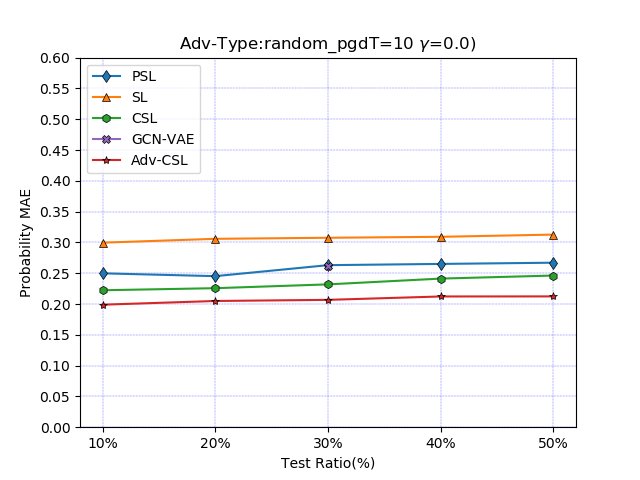 Adv-Type:random_pgdT=10 γ=0.0)
0.60
0.55
0.50
0.45
0.40
0.35
0.30
0.25
0.20
0.15
0.10
0.05
0.00
Probability MAE
PSL
SL
CSL
GCN-VAE
Adv-CSL
10% 20% 30% 40% 50%
Test Ratio(%)